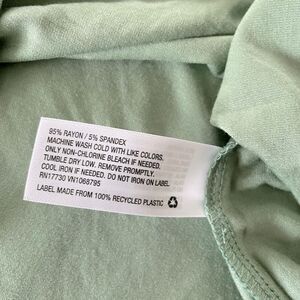 95% RAYON / 5% SPANDEX
MACHINE WASH COLD WITH LIKE COLORS.
ONLY NON-CHLORINE BLEACH IF NEEDED.
TUMBLE DRY LOW. REMOVE PROMPTLY.
COOL IRON IF NEEDED. DO NOT IRON ON LABEL
RN17730 VN1068795
LABEL MADE FROM 100% RECYCLED PLASTIC